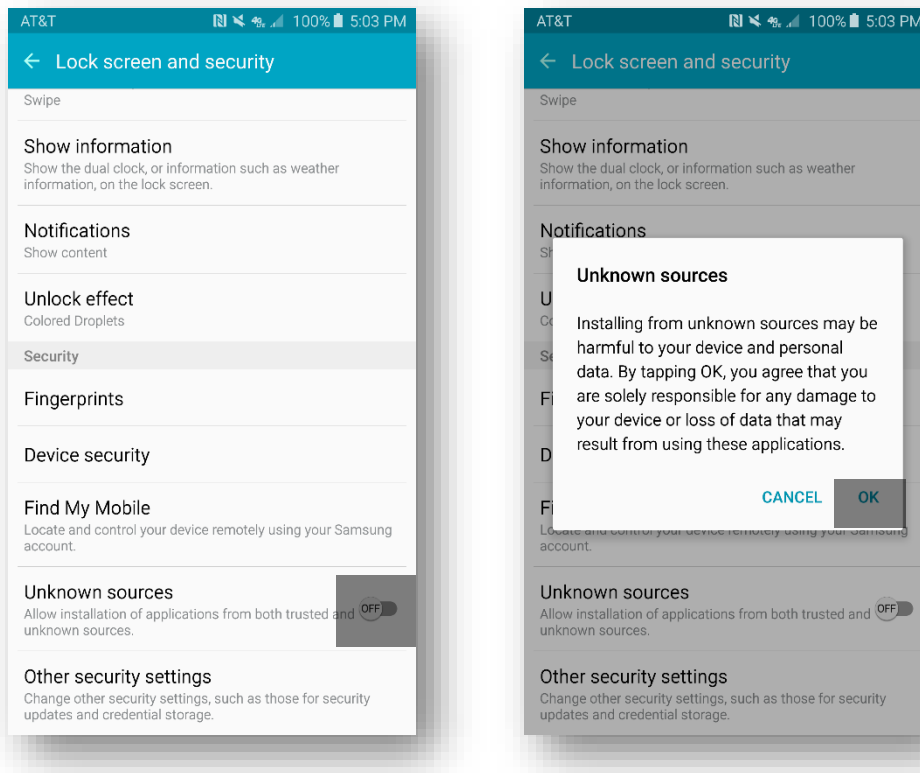 AT&T 100% 5:03 PM
Lock screen and security
Swipe
Show information
Show the dual clock, or information such as weather
information, on the lock screen.
Notifications
Show content
Unlock effect
Colored Droplets
Security
Fingerprints
Device security
Find My Mobile
Locate and control your device remotely using your Samsung
account.
Unknown sources
Allow installation of applications from both trusted and
unknown sources.
OFF
Other security settings
Change other security settings, such as those for security
updates and credential storage.
AT&T 100% 5:03 PM
Lock screen and security
Swipe
Show information
Show the dual clock, or information such as weather
information, on the lock screen.
Notifications
Unknown sources
Installing from unknown sources may be
harmful to your device and personal
data. By tapping OK, you agree that you
are solely responsible for any damage to
your device or loss of data that may
result from using these applications.
CANCEL OK
Locate and control your device remotely using your Samsung
account.
Unknown sources
Allow installation of applications from both trusted and
unknown sources.
OFF
Other security settings
Change other security settings, such as those for security
updates and credential storage.